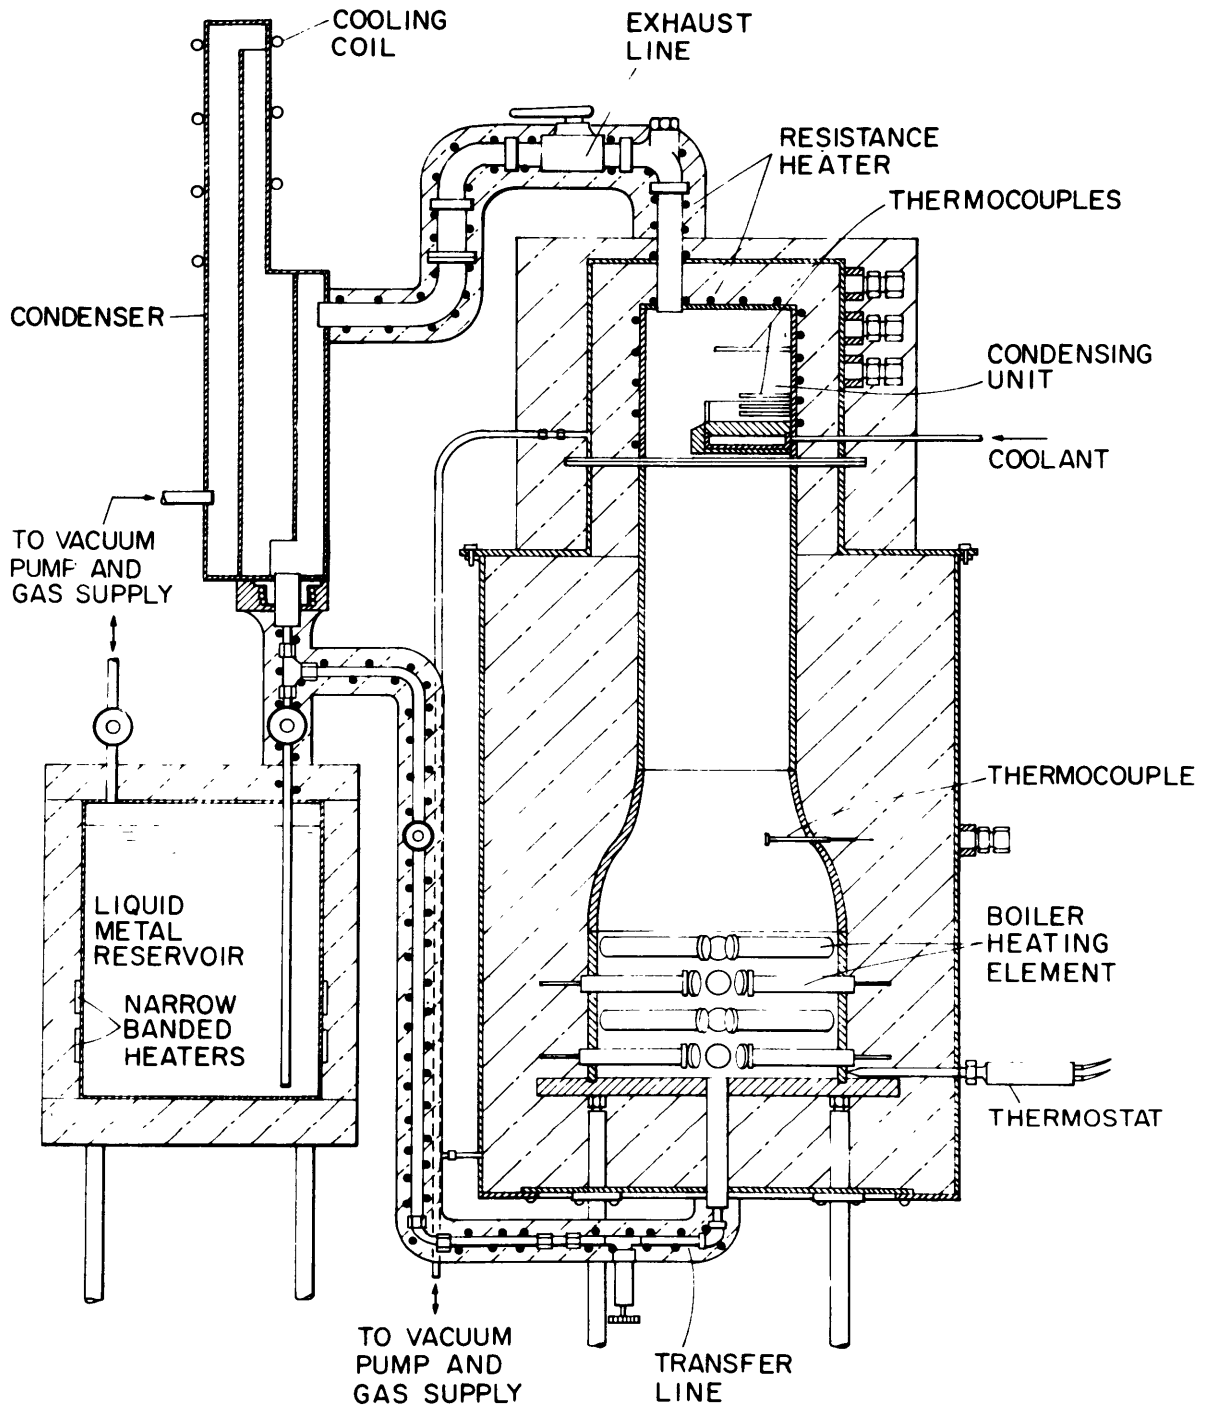 COOLING
COIL
EXHAUST
LINE
RESISTANCE
HEATER
THERMOCOUPLES
CONDENSER
CONDENSING
UNIT
COOLANT
TO VACUUM
PUMP AND
GAS SUPPLY
THERMOCOUPLE
LIQUID
METAL
RESERVOIR
BOILER
HEATING
ELEMENT
NARROW
BANDED
HEATERS
THERMOSTAT
TO VACUUM
PUMP AND
GAS SUPPLY
TRANSFER
LINE